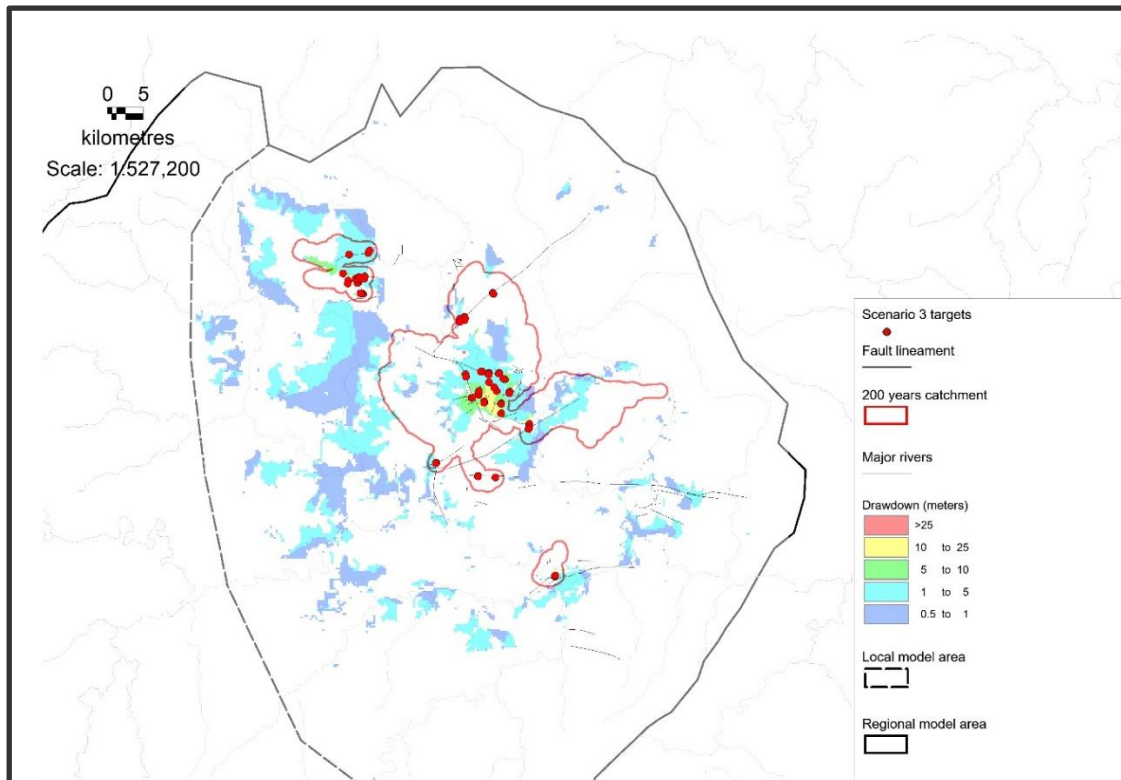 0 5
kilometres
Scale: 1:527,200
Scenario 3 targets
Fault lineament
200 years catchment
Major rivers
Drawdown (meters)
>25
10 to 25
5 to 10
1 to 5
0.5 to 1
Local model area
Regional model area